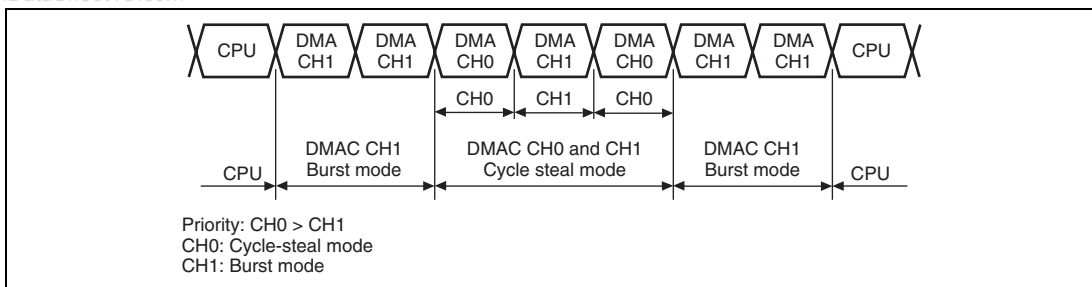 CPU DMA CH1 DMA CH1 DMA CH0 DMA CH1 DMA CH0 DMA CH1 DMA CH1 CPU
CH0 CH1 CH0
CPU DMAC CH1 Burst mode DMAC CH0 and CH1 Cycle steal mode DMAC CH1 Burst mode CPU
Priority: CH0 > CH1
CH0: Cycle-steal mode
CH1: Burst mode